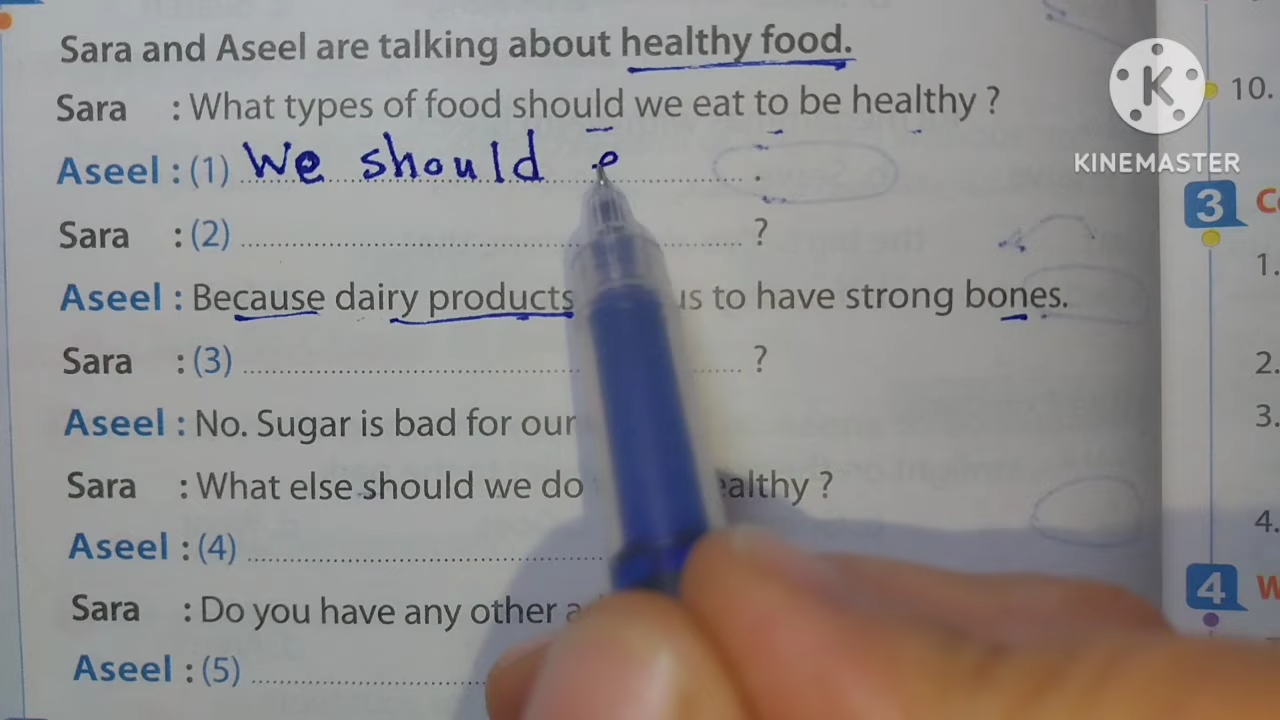 Sara and Aseel are talking about healthy food.
Sara : What types of food should we eat to be healthy ?
Aseel : (1) We should e
Sara : (2) ?
Aseel : Because dairy products us to have strong bones.
Sara : (3) ?
Aseel : No. Sugar is bad for our
Sara : What else should we do healthy ?
Aseel : (4)
Sara : Do you have any other
Aseel : (5)
KINEMASTER
10.
3
1.
2.
3.
4.
4